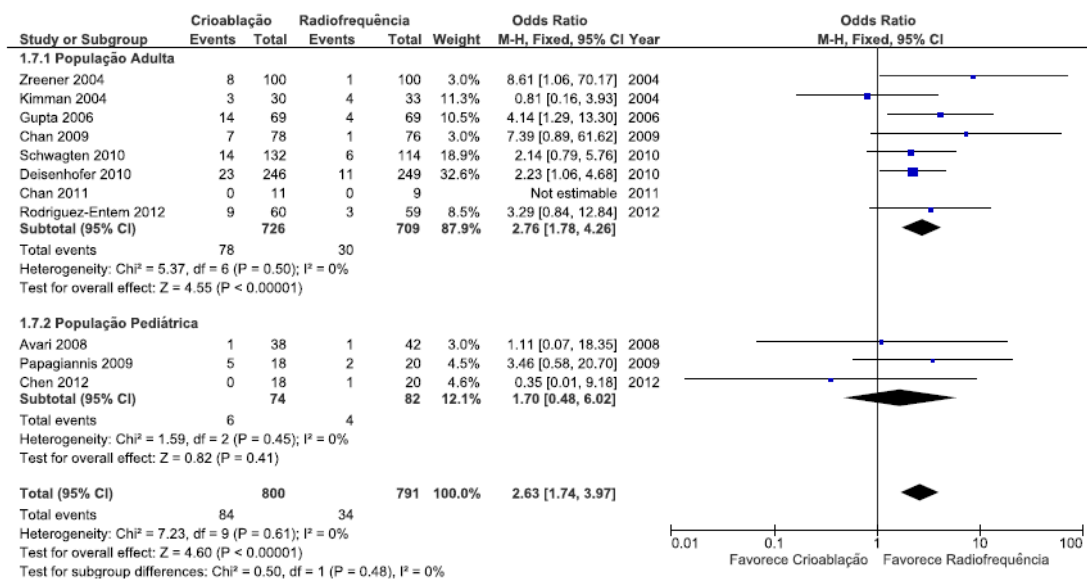 Crioablação Radiofrequência Odds Ratio Odds Ratio
Study or Subgroup Events Total Events Total Weight M-H, Fixed, 95% CI Year M-H, Fixed, 95% CI
1.7.1 População Adulta
Zreener 2004 8 100 1 100 3.0% 8.61 [1.06, 70.17] 2004
Kimman 2004 3 30 4 33 11.3% 0.81 [0.16, 3.93] 2004
Gupta 2006 14 69 4 69 10.5% 4.14 [1.29, 13.30] 2006
Chan 2009 7 78 1 76 3.0% 7.39 [0.89, 61.62] 2009
Schwagten 2010 14 132 6 114 18.9% 2.14 [0.79, 5.76] 2010
Deisenhofer 2010 23 246 11 249 32.6% 2.23 [1.06, 4.68] 2010
Chan 2011 0 11 0 9 Not estimable 2011
Rodriguez-Entem 2012 9 60 3 59 8.5% 3.29 [0.84, 12.84] 2012
Subtotal (95% CI) 726 709 87.9% 2.76 [1.78, 4.26]
Total events 78 30
Heterogeneity: Chi² = 5.37, df = 6 (P = 0.50); I² = 0%
Test for overall effect: Z = 4.55 (P < 0.00001)
1.7.2 População Pediátrica
Avari 2008 1 38 1 42 3.0% 1.11 [0.07, 18.35] 2008
Papagiannis 2009 5 18 2 20 4.5% 3.46 [0.58, 20.70] 2009
Chen 2012 0 18 1 20 4.6% 0.35 [0.01, 9.18] 2012
Subtotal (95% CI) 74 82 12.1% 1.70 [0.48, 6.02]
Total events 6 4
Heterogeneity: Chi² = 1.59, df = 2 (P = 0.45); I² = 0%
Test for overall effect: Z = 0.82 (P = 0.41)
Total (95% CI) 800 791 100.0% 2.63 [1.74, 3.97]
Total events 84 34
Heterogeneity: Chi² = 7.23, df = 9 (P = 0.61); I² = 0%
Test for overall effect: Z = 4.60 (P < 0.00001)
Test for subgroup differences: Chi² = 0.50, df = 1 (P = 0.48), I² = 0%
0.01 0.1 1 10 100
Favorece Crioablação Favorece Radiofrequência